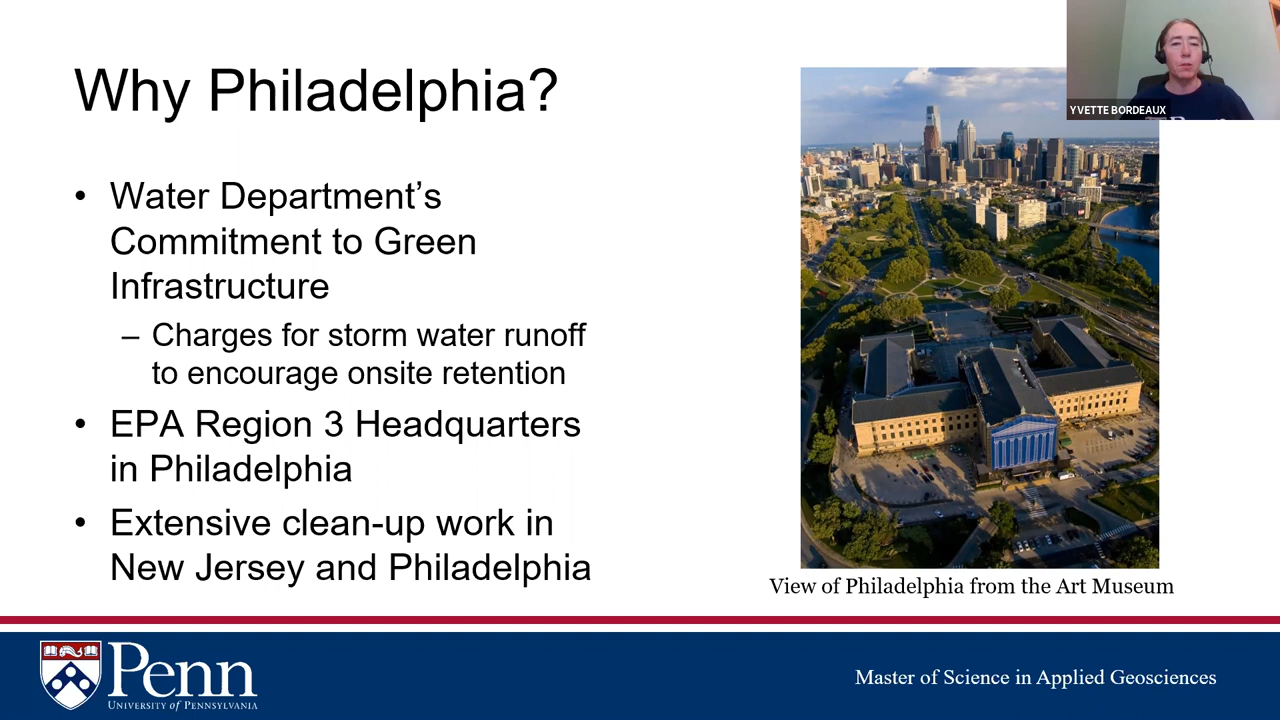 Why Philadelphia?
YVETTE BORDEAUX
• Water Department’s
Commitment to Green
Infrastructure
– Charges for storm water runoff
to encourage onsite retention
• EPA Region 3 Headquarters
in Philadelphia
• Extensive clean-up work in
New Jersey and Philadelphia
View of Philadelphia from the Art Museum
Penn
UNIVERSITY of PENNSYLVANIA
Master of Science in Applied Geosciences